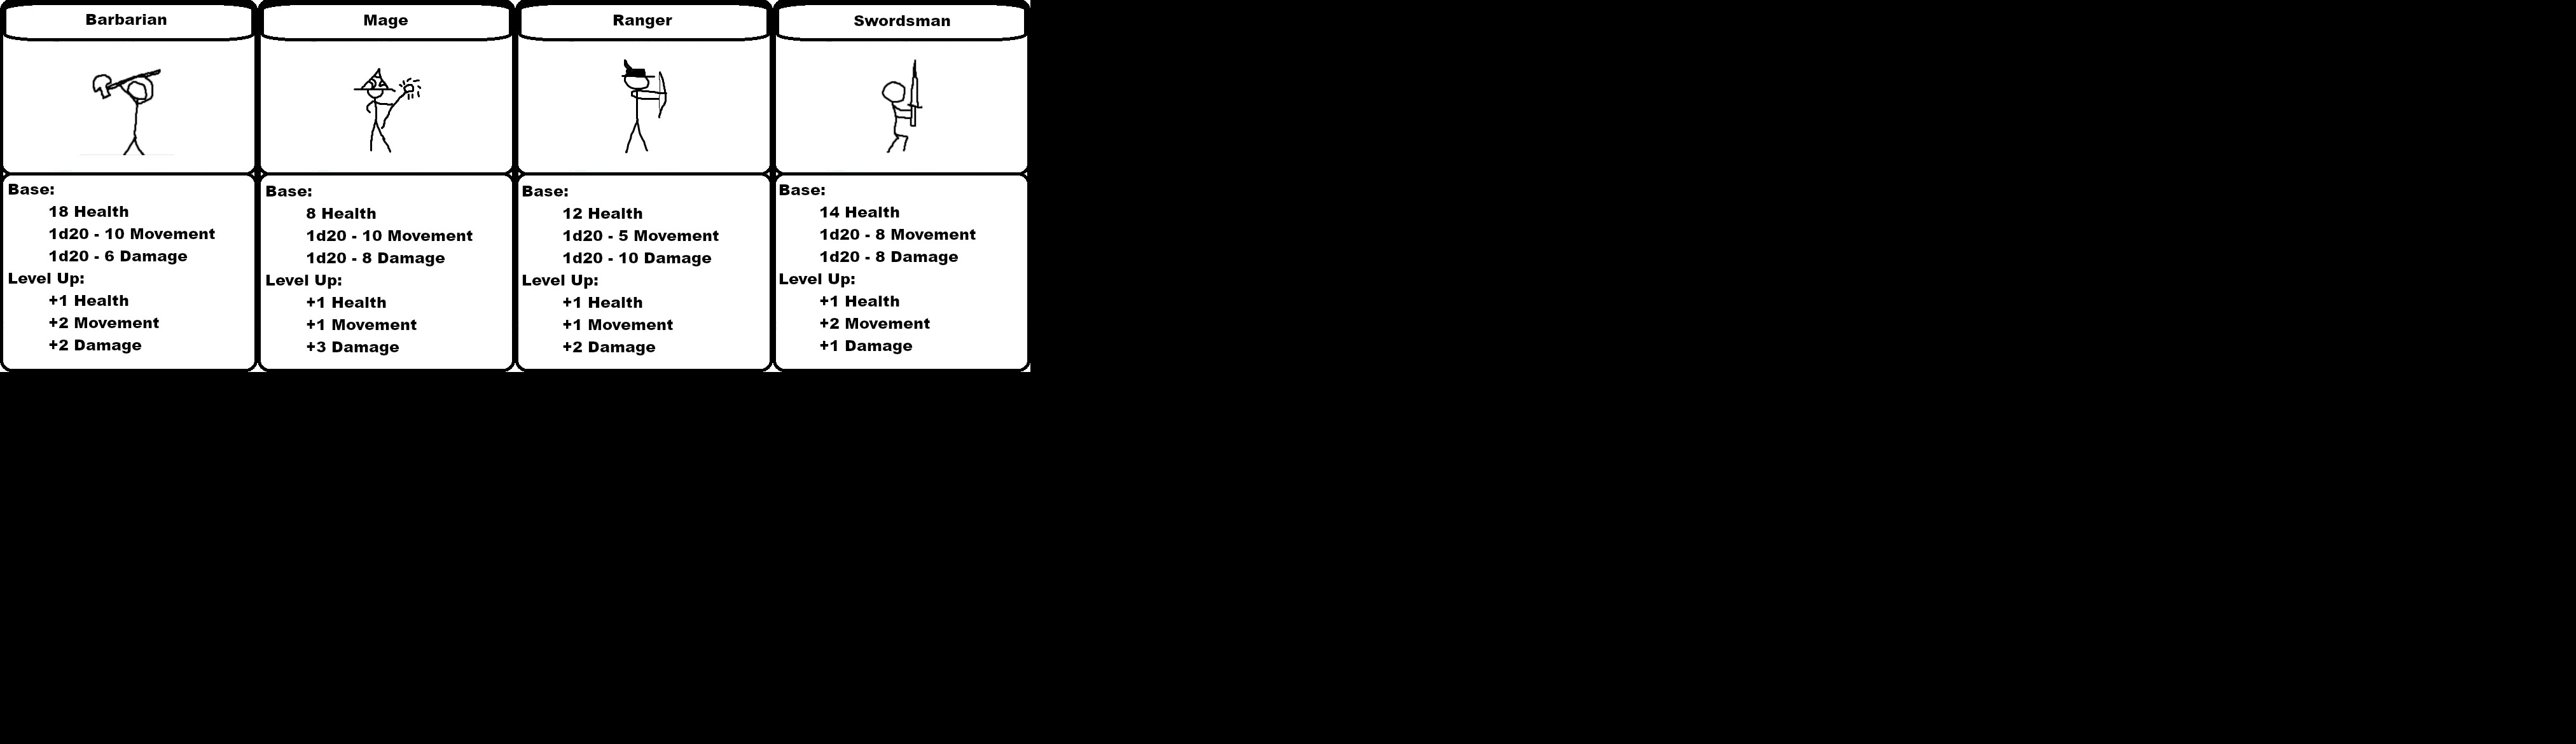 Barbarian
Base:
18 Health
1d20 - 10 Movement
1d20 - 6 Damage
Level Up:
+1 Health
+2 Movement
+2 Damage
Mage
Base:
8 Health
1d20 - 10 Movement
1d20 - 8 Damage
Level Up:
+1 Health
+1 Movement
+3 Damage
Ranger
Base:
12 Health
1d20 - 5 Movement
1d20 - 10 Damage
Level Up:
+1 Health
+1 Movement
+2 Damage
Swordsman
Base:
14 Health
1d20 - 8 Movement
1d20 - 8 Damage
Level Up:
+1 Health
+2 Movement
+1 Damage